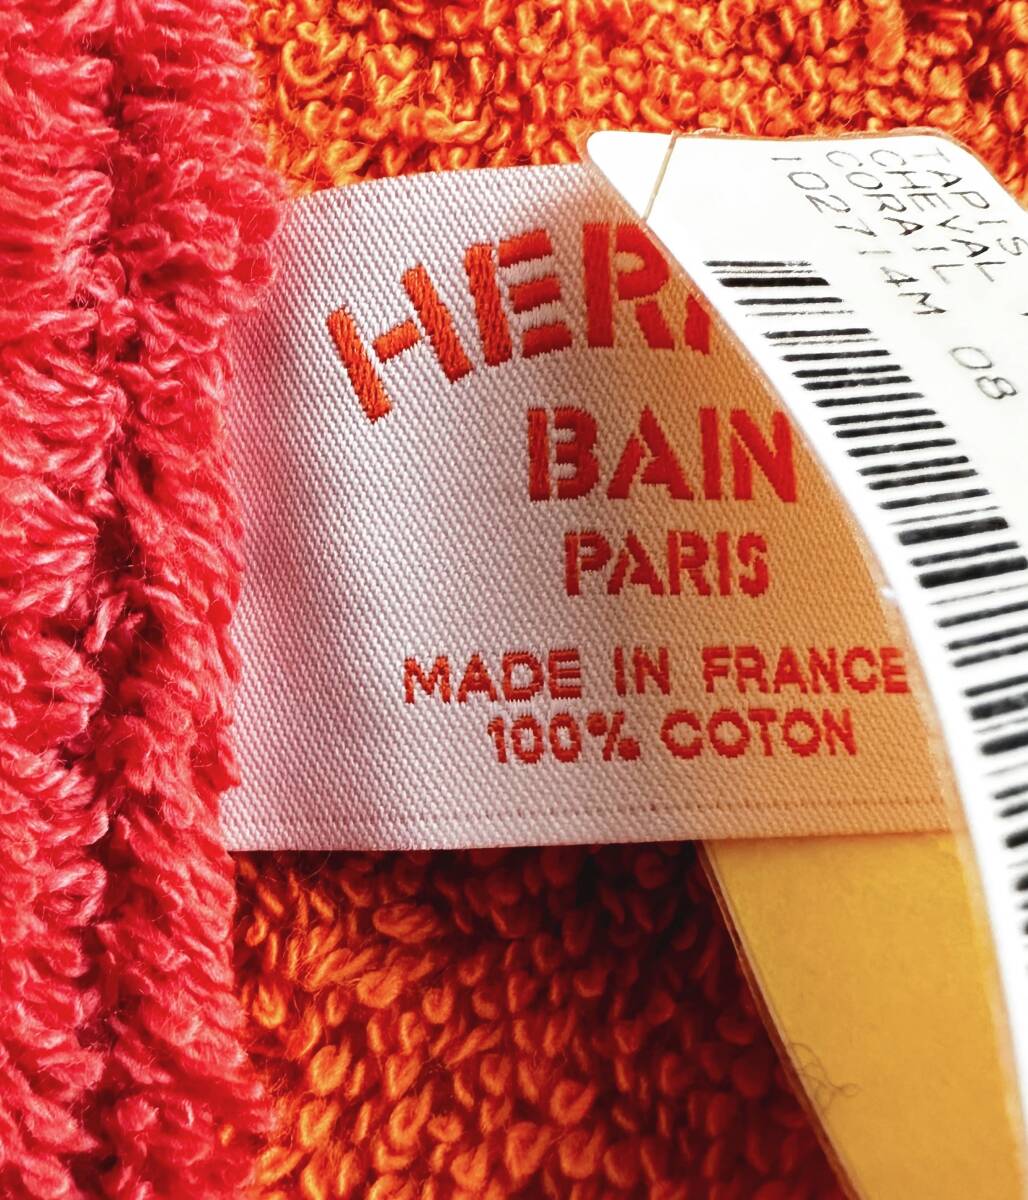 HER
BAIN
PARIS
MADE IN FRANCE
100% COTON
TAPIS
CHEVAL
CORAIL
102714M 08